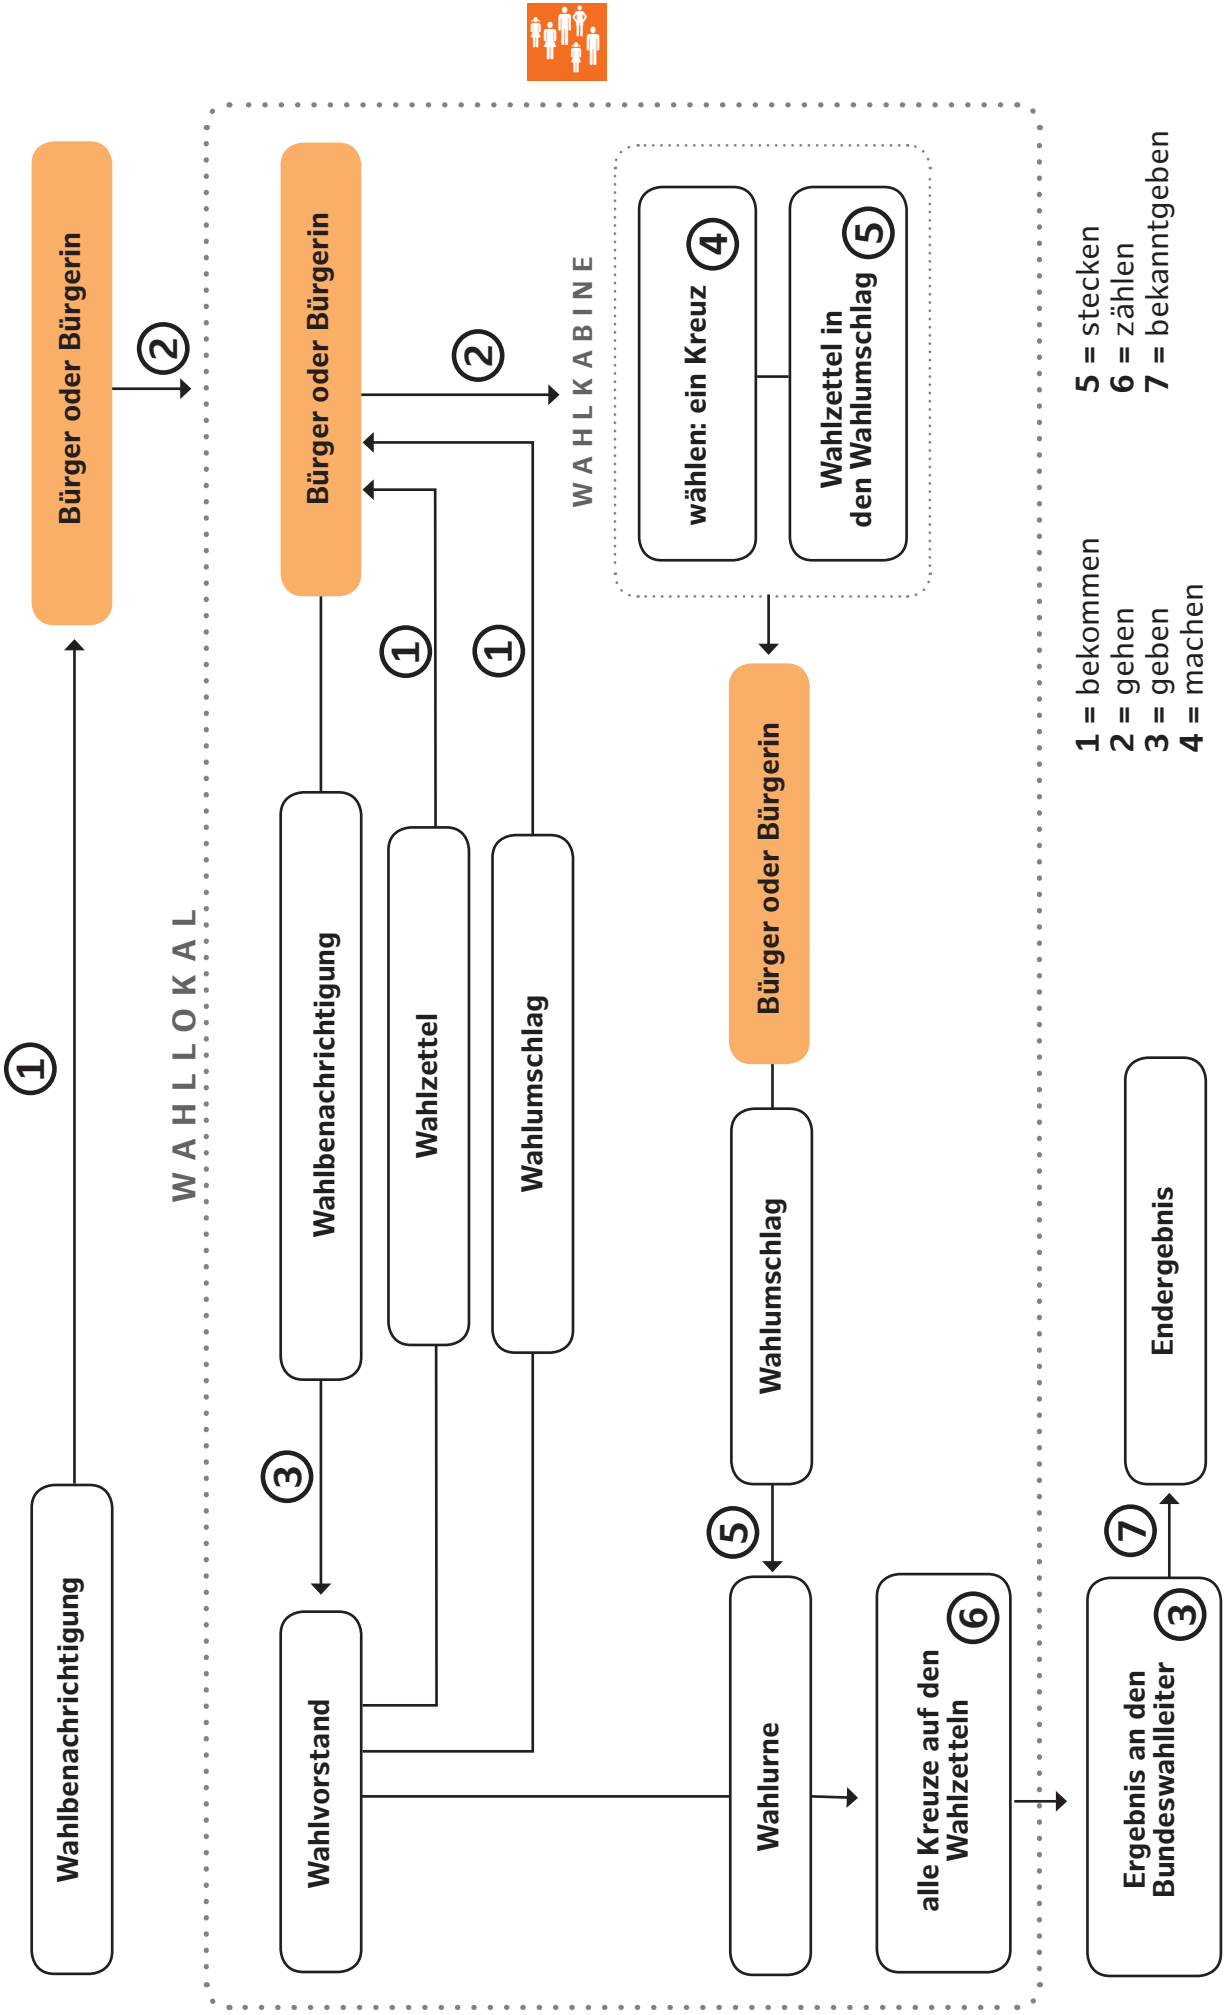 Wahlbenachrichtigung
1
Bürger oder Bürgerin
2
WAHLLOKAL
Wahlvorstand
3
Wahlbenachrichtigung
Bürger oder Bürgerin
Wahlzettel
1
2
Wahlumschlag
1
WAHLKABINE
wählen: ein Kreuz
4
Wahlurne
5
Wahlumschlag
Bürger oder Bürgerin
Wahlzettel in
den Wahlumschlag
5
alle Kreuze auf den
Wahlzetteln
6
Ergebnis an den
Bundeswahlleiter
3
7
Endergebnis
1 = bekommen
2 = gehen
3 = geben
4 = machen
5 = stecken
6 = zählen
7 = bekanntgeben